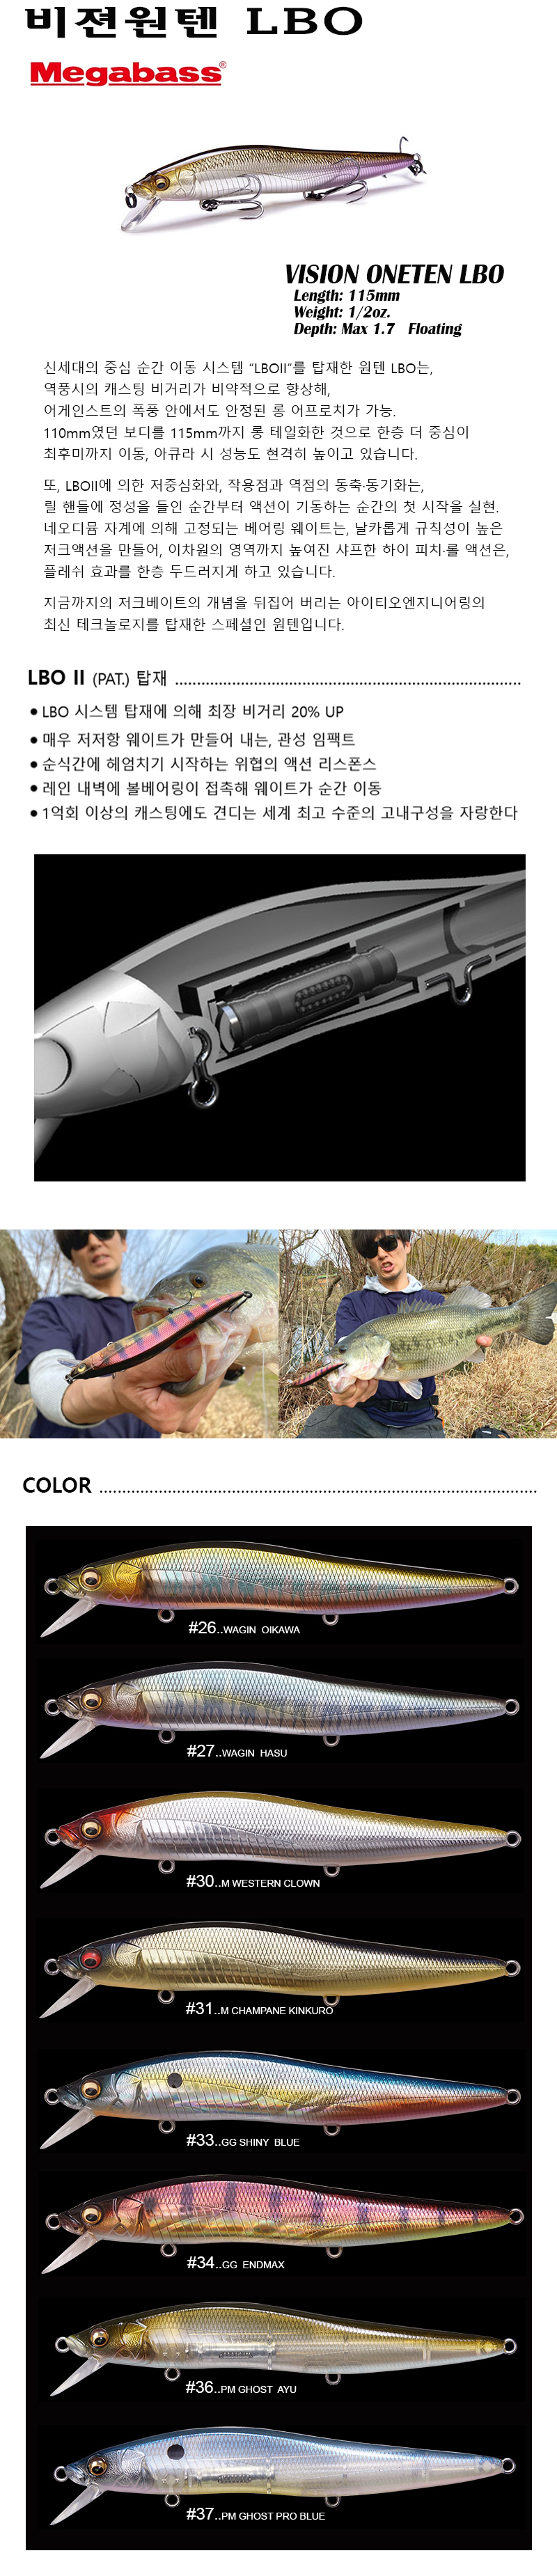 비젼원텐 LBO
Megabass®
VISION ONETEN LBO
Length: 115mm
Weight: 1/2oz.
Depth: Max 1.7 Floating
신세대의 중심 순간 이동 시스템 “LBOII”를 탑재한 원텐 LBO는,
역풍시의 캐스팅 비거리가 비약적으로 향상해,
어게인스트의 폭풍 안에서도 안정된 롱 어프로치가 가능.
110mm였던 보디를 115mm까지 롱 테일화한 것으로 한층 더 중심이
최후미까지 이동, 아큐라 시 성능도 현격히 높이고 있습니다.
또, LBOII에 의한 저중심화와, 작용점과 역점의 동축·동기화는,
릴 핸들에 정성을 들인 순간부터 액션이 기동하는 순간의 첫 시작을 실현.
네오디뮴 자계에 의해 고정되는 베어링 웨이트는, 날카롭게 규칙성이 높은
저크액션을 만들어, 이차원의 영역까지 높여진 샤프한 하이 피치·롤 액션은,
플레쉬 효과를 한층 두드러지게 하고 있습니다.
지금까지의 저크베이트의 개념을 뒤집어 버리는 아이티오엔지니어링의
최신 테크놀로지를 탑재한 스페셜인 원텐입니다.
LBO II (PAT.) 탑재
● LBO 시스템 탑재에 의해 최장 비거리 20% UP
● 매우 저저항 웨이트가 만들어 내는, 관성 임팩트
● 순식간에 헤엄치기 시작하는 위협의 액션 리스폰스
● 레인 내벽에 볼베어링이 접촉해 웨이트가 순간 이동
● 1억회 이상의 캐스팅에도 견디는 세계 최고 수준의 고내구성을 자랑한다
COLOR
#26..WAGIN OIKAWA
#27..WAGIN HASU
#30..M WESTERN CLOWN
#31..M CHAMPANE KINKURO
#33..GG SHINY BLUE
#34..GG ENDMAX
#36..PM GHOST AYU
#37..PM GHOST PRO BLUE